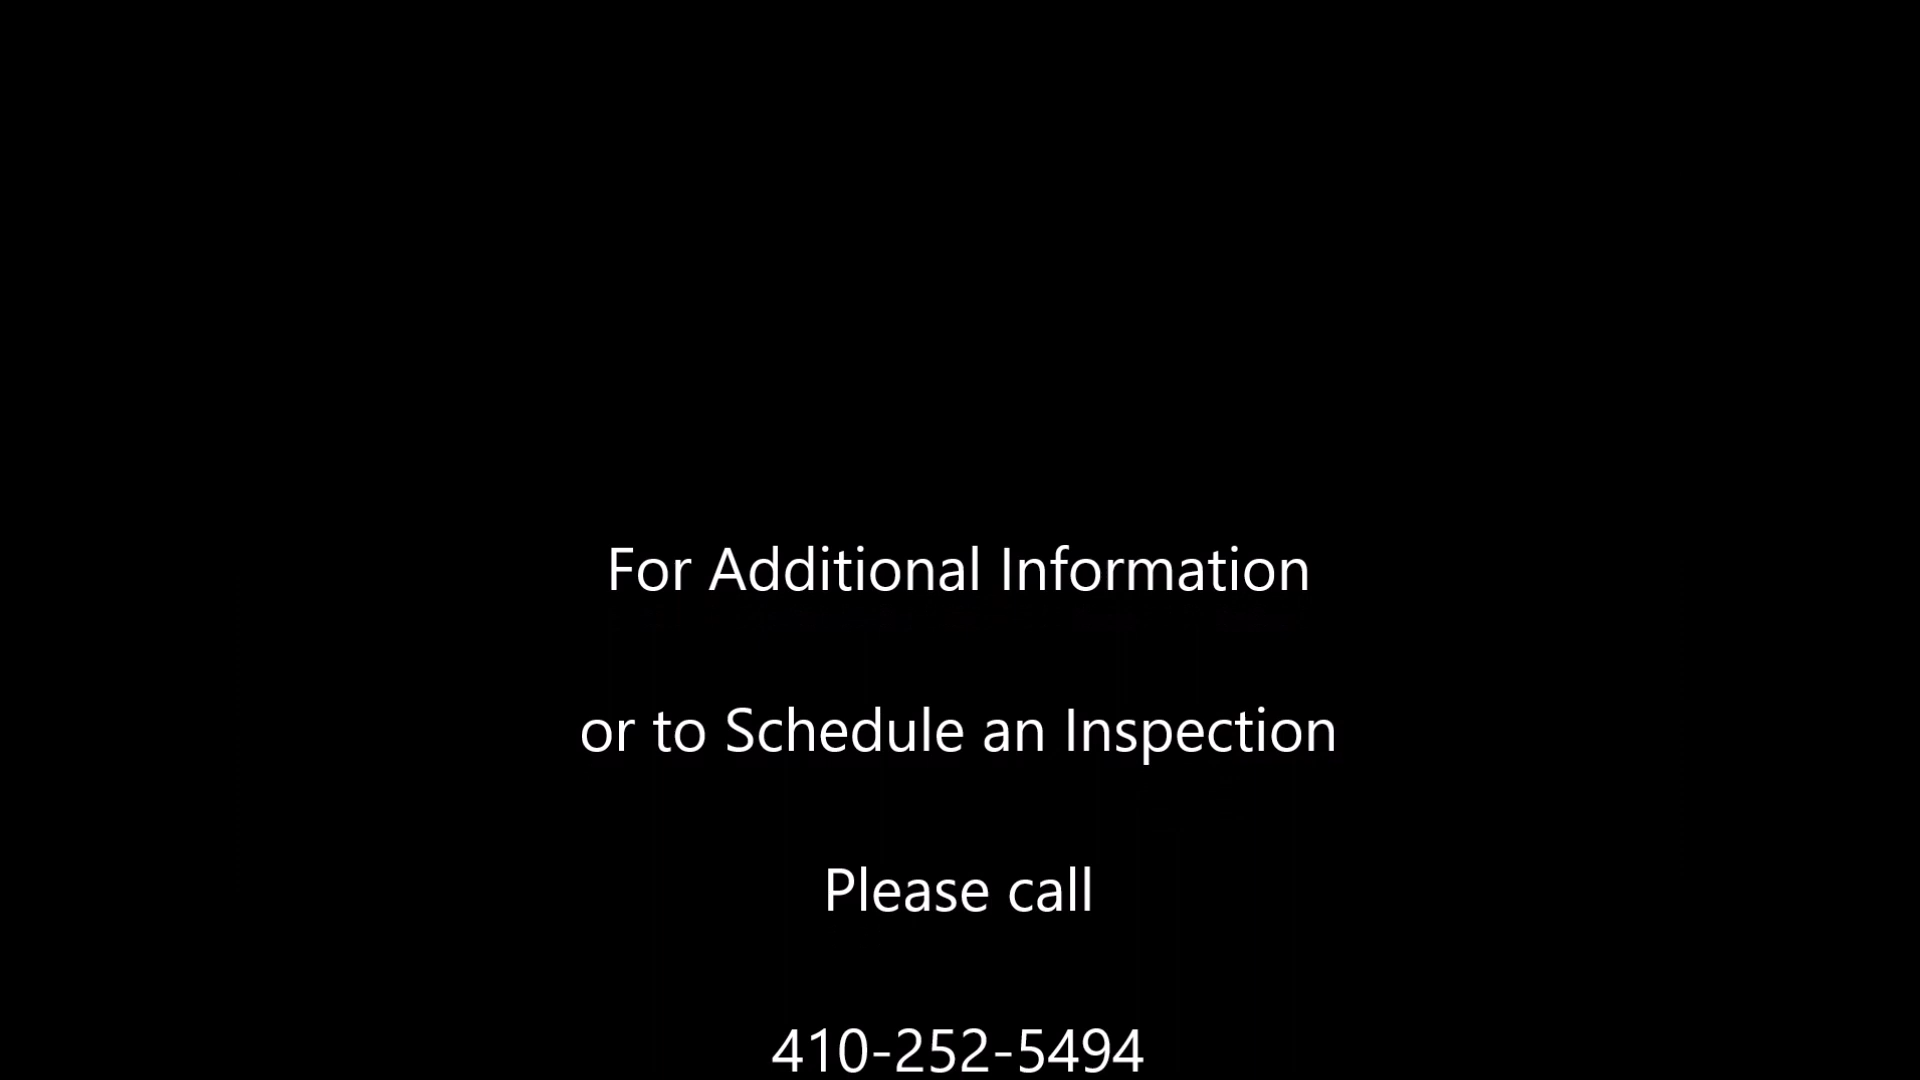 For Additional Information
or to Schedule an Inspection
Please call
410-252-5494